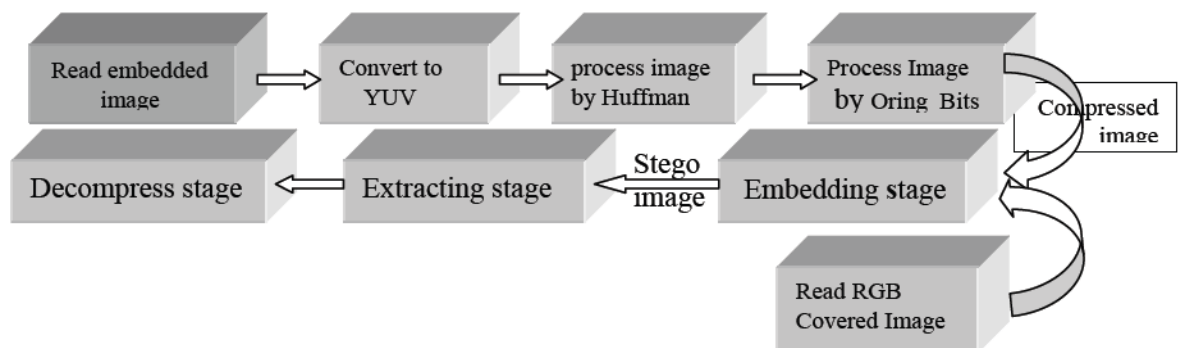 Read embedded
image
Convert to
YUV
process image
by Huffman
Process Image
by Oring Bits
Compressed
image
Decompress stage
Extracting stage
Stego
image
Embedding stage
Read RGB
Covered Image